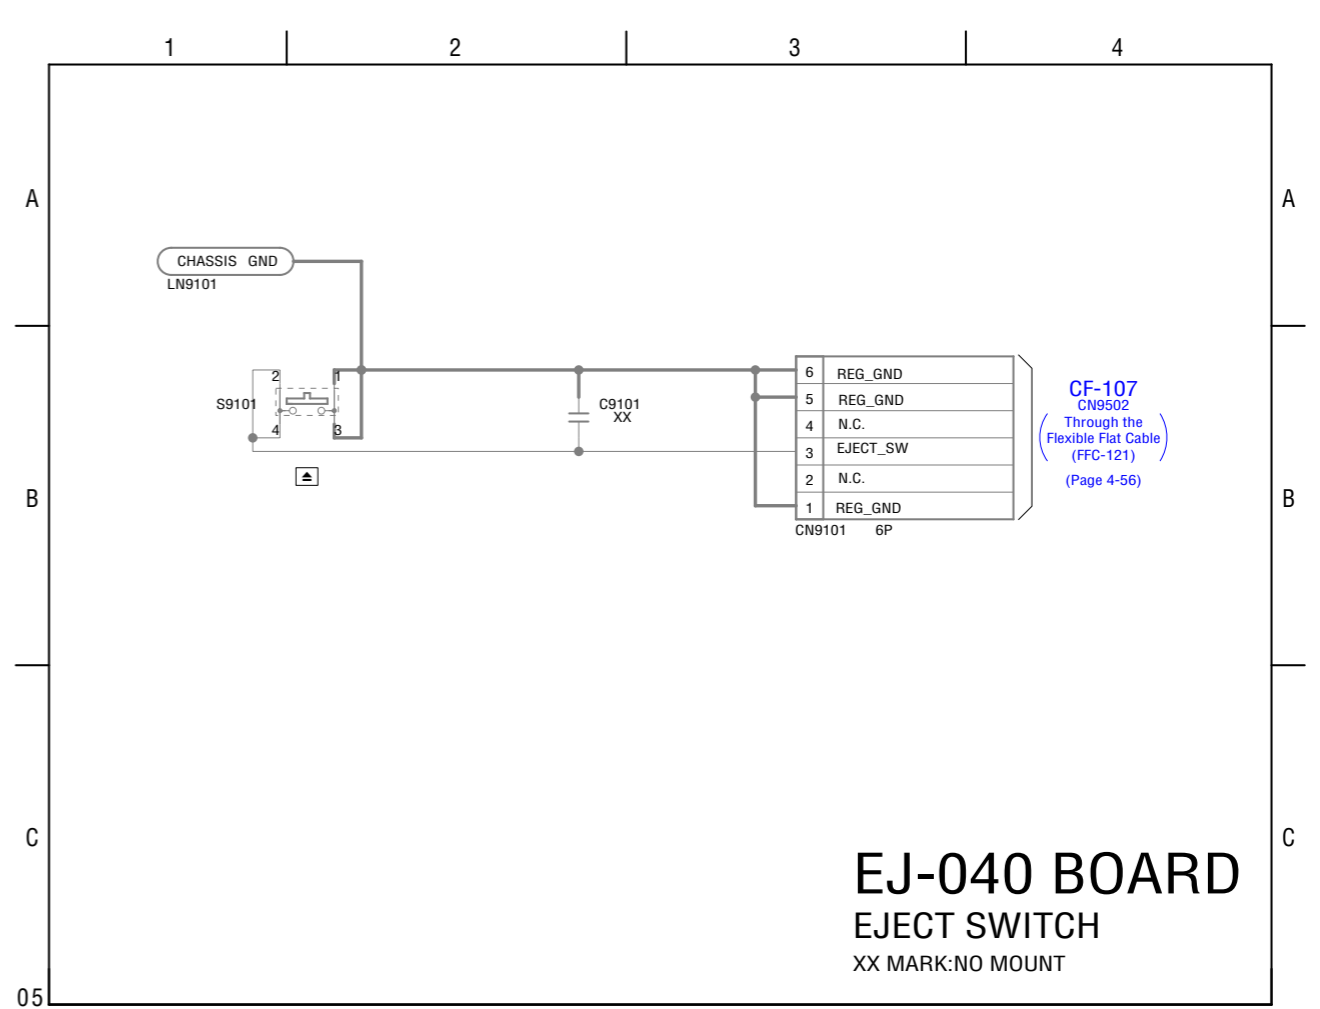 1 2 3 4
A A
CHASSIS GND
LN9101
2 1
S9101
4 3
C9101
XX
6 REG_GND
5 REG_GND
4 N.C.
3 EJECT_SW
2 N.C.
1 REG_GND
CN9101 6P
CF-107
CN9502
Through the
Flexible Flat Cable
(FFC-121)
(Page 4-56)
B B
C C
EJ-040 BOARD
EJECT SWITCH
XX MARK:NO MOUNT
05